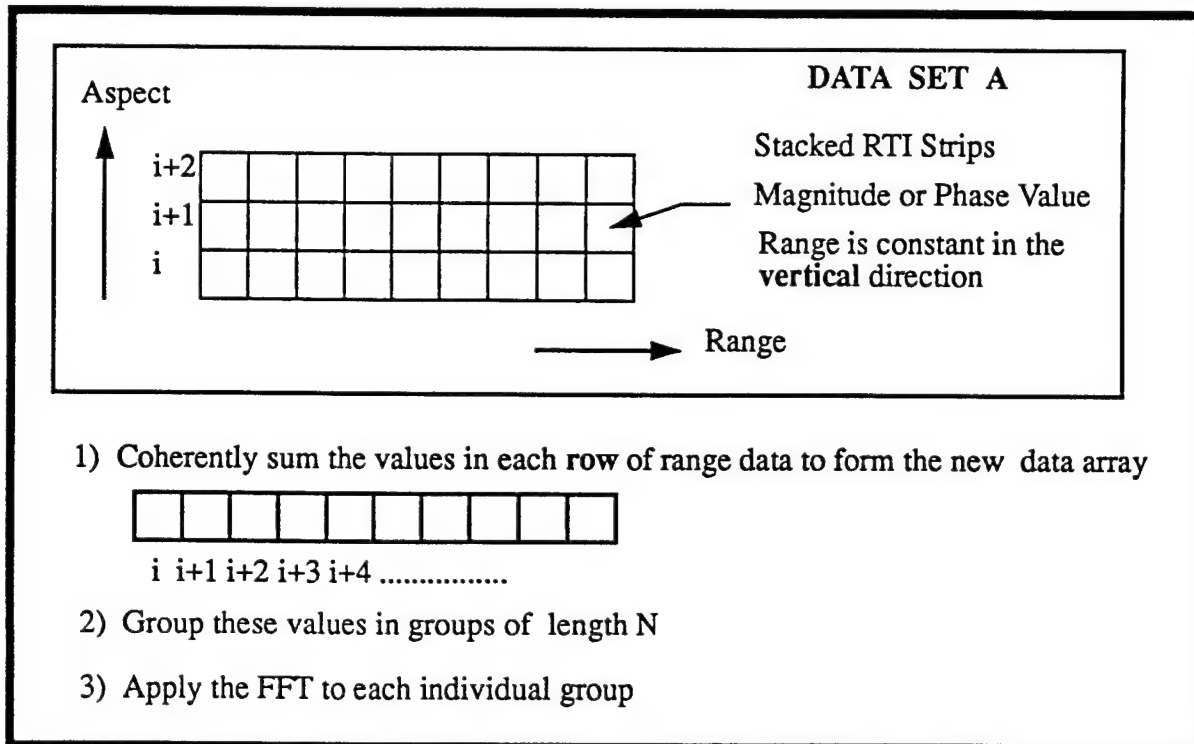 DATA SET A
Aspect
Stacked RTI Strips
i+2
Magnitude or Phase Value
i+1
Range is constant in the
i
vertical direction
Range
1) Coherently sum the values in each row of range data to form the new data array
i i+1 i+2 i+3 i+4 ................
2) Group these values in groups of length N
3) Apply the FFT to each individual group